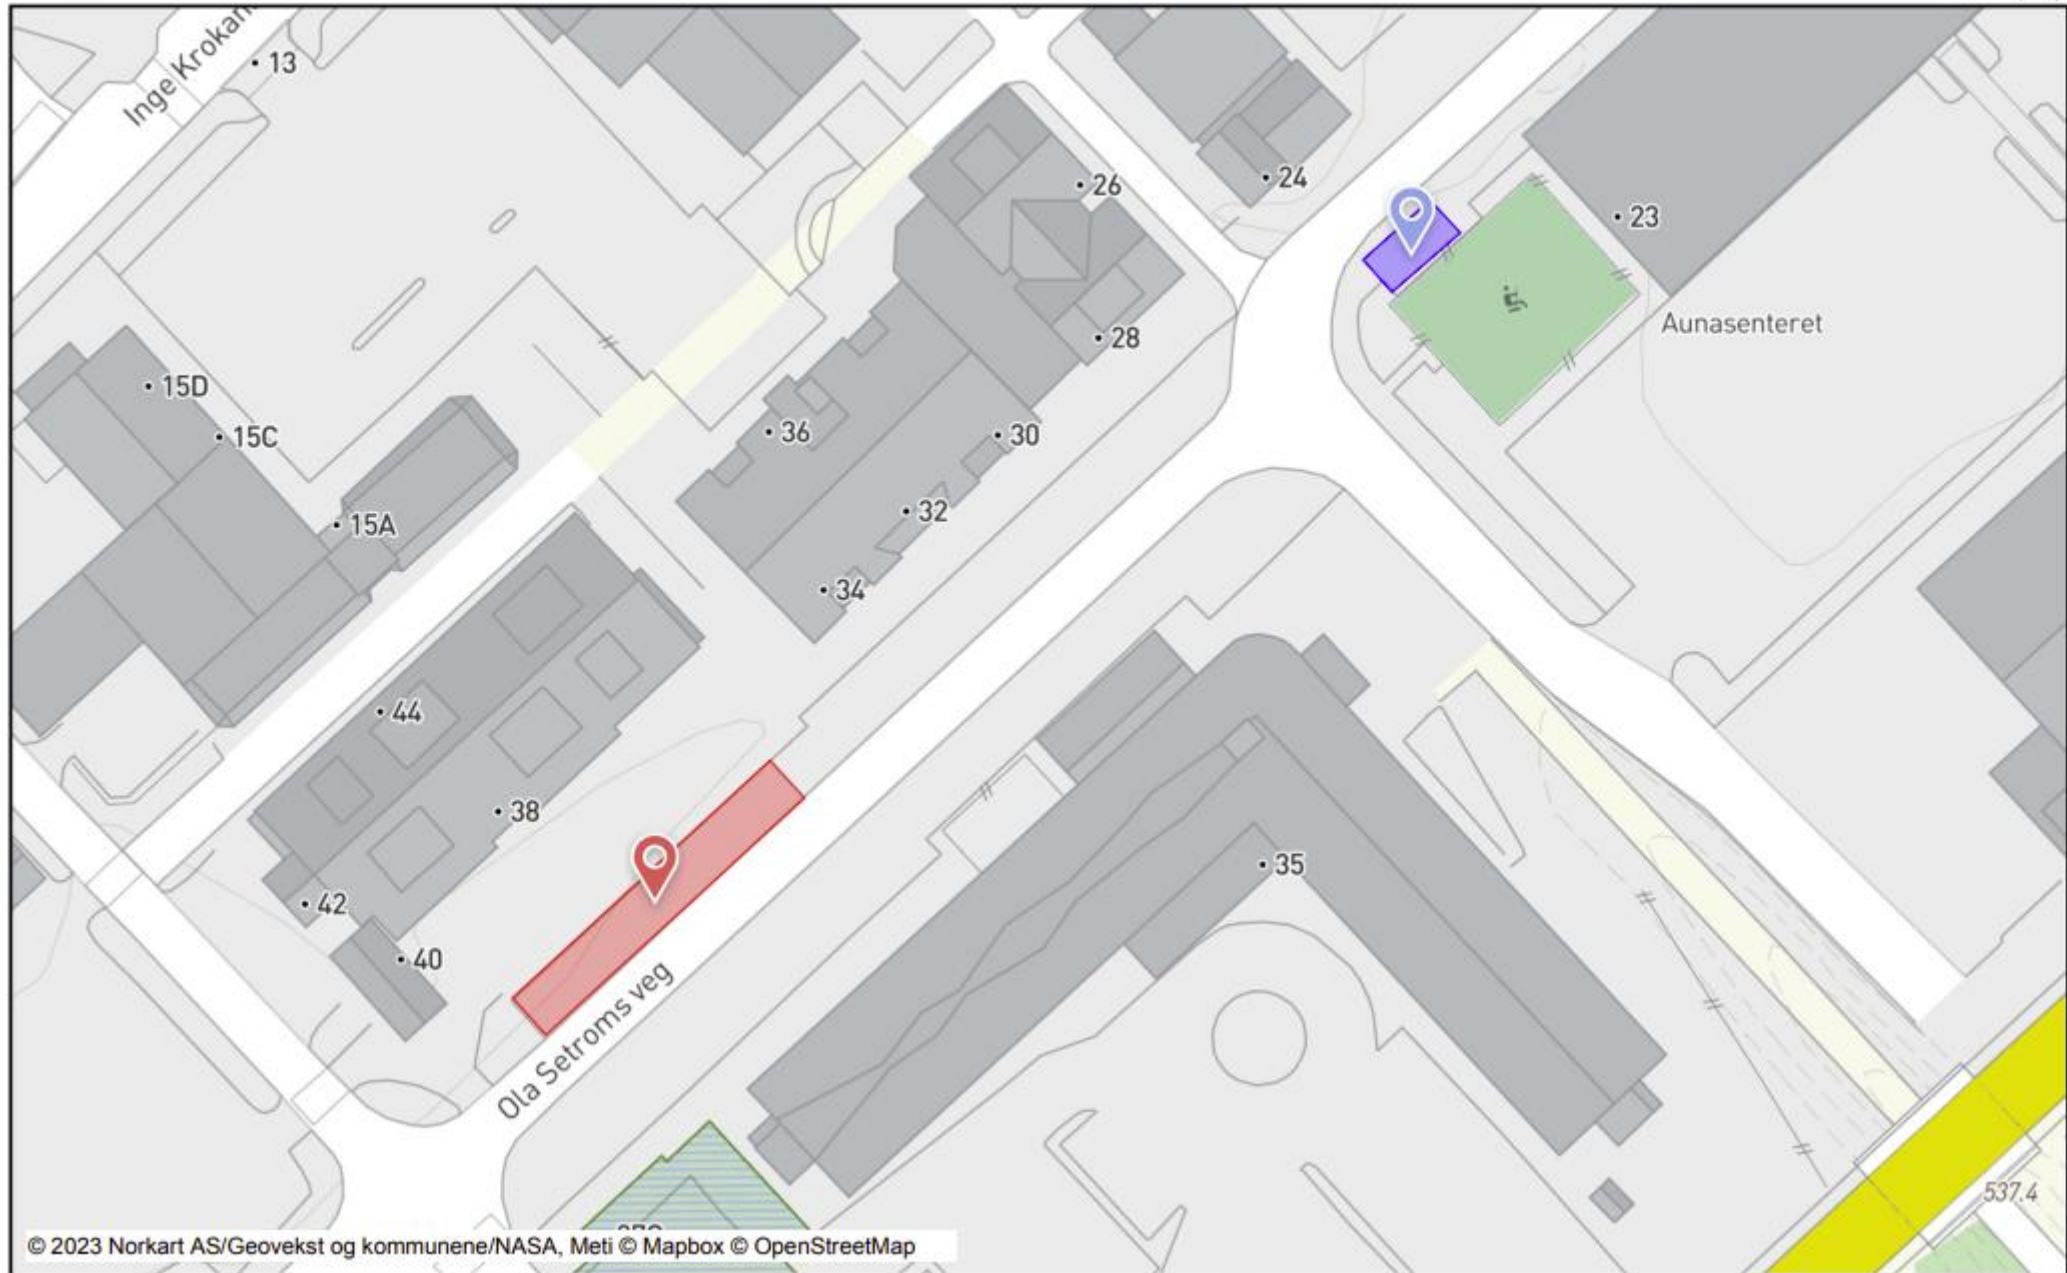 Inge Krokan
13
24
26
23
28
Aunasenteret
15D
36
15C
30
32
15A
34
44
38
35
42
40
Ola Setroms veg
537.4
© 2023 Norkart AS/Geovekst og kommunene/NASA, Meti © Mapbox © OpenStreetMap